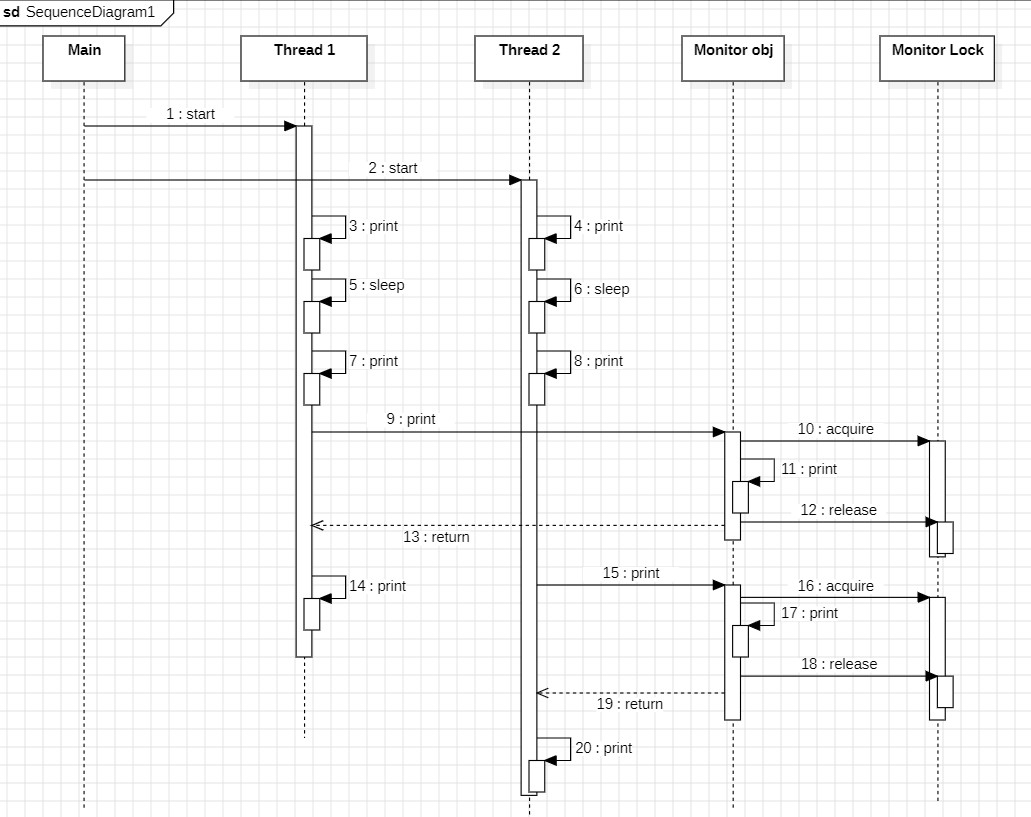 sd SequenceDiagram1
Main
Thread 1
Thread 2
Monitor obj
Monitor Lock
1 : start
2 : start
3 : print
4 : print
5 : sleep
6 : sleep
7 : print
8 : print
9 : print
10 : acquire
11 : print
12 : release
13 : return
14 : print
15 : print
16 : acquire
17 : print
18 : release
19 : return
20 : print